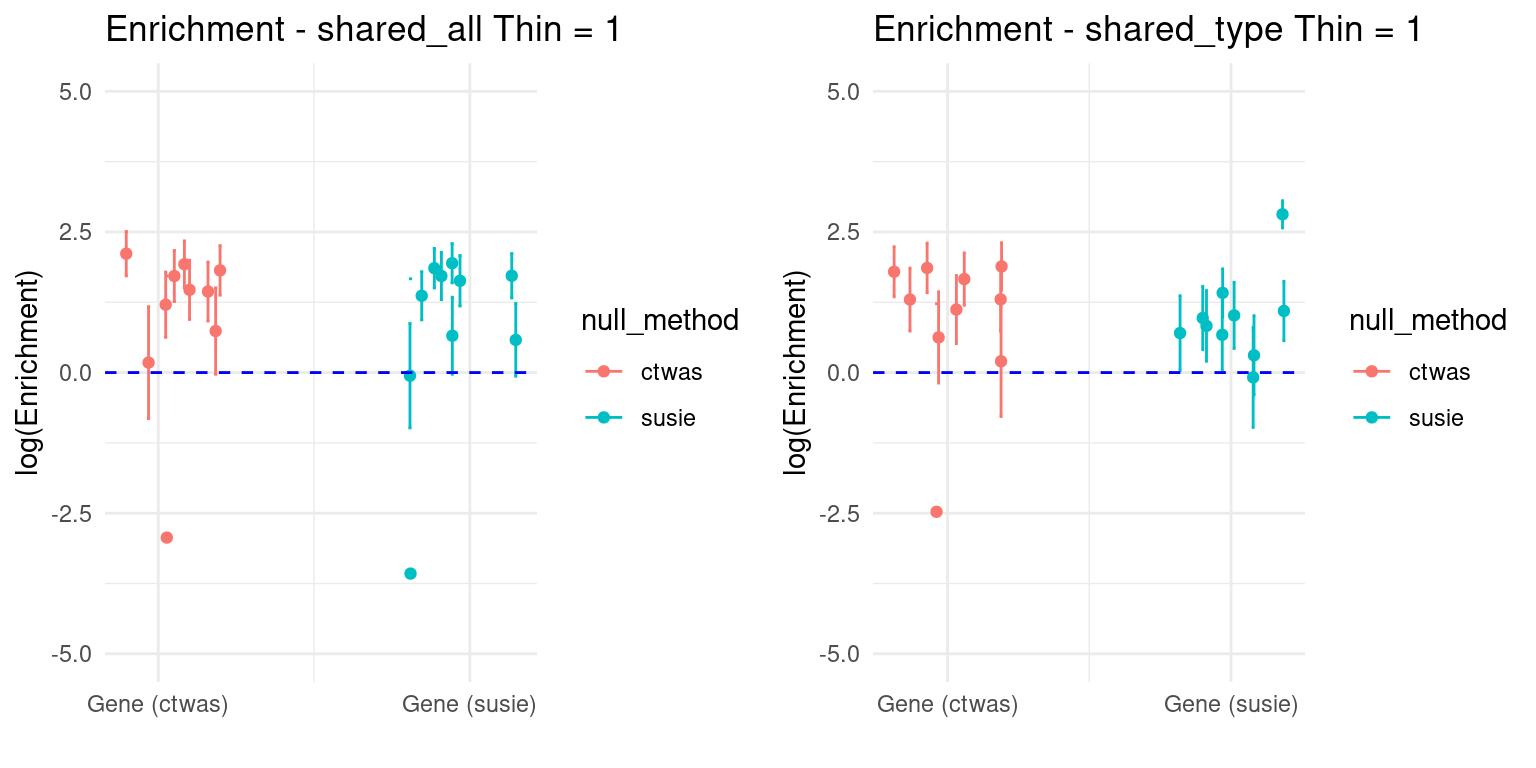 Enrichment - shared_all Thin = 1
log(Enrichment)
5.0
2.5
0.0
-2.5
-5.0
Gene (ctwas)
Gene (susie)
null_method
ctwas
susie
Enrichment - shared_type Thin = 1
log(Enrichment)
5.0
2.5
0.0
-2.5
-5.0
Gene (ctwas)
Gene (susie)
null_method
ctwas
susie